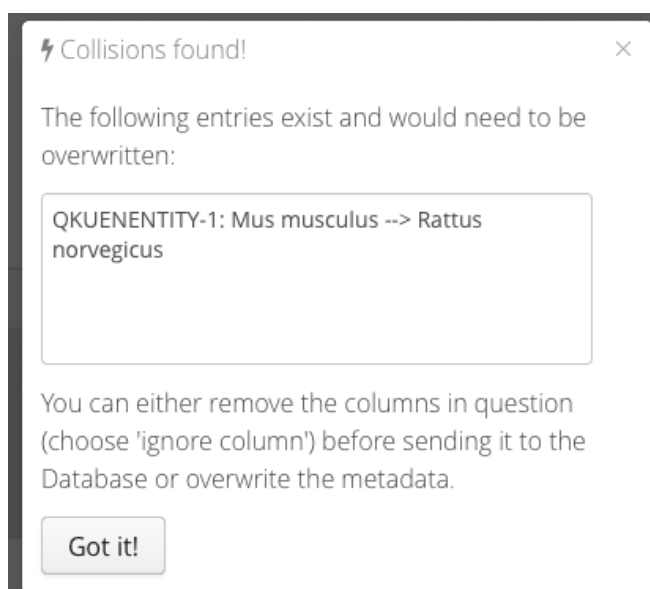 Collisions found!
The following entries exist and would need to be
overwritten:
QKUENENTITY-1: Mus musculus --> Rattus
norvegicus
You can either remove the columns in question
(choose 'ignore column') before sending it to the
Database or overwrite the metadata.
Got it!